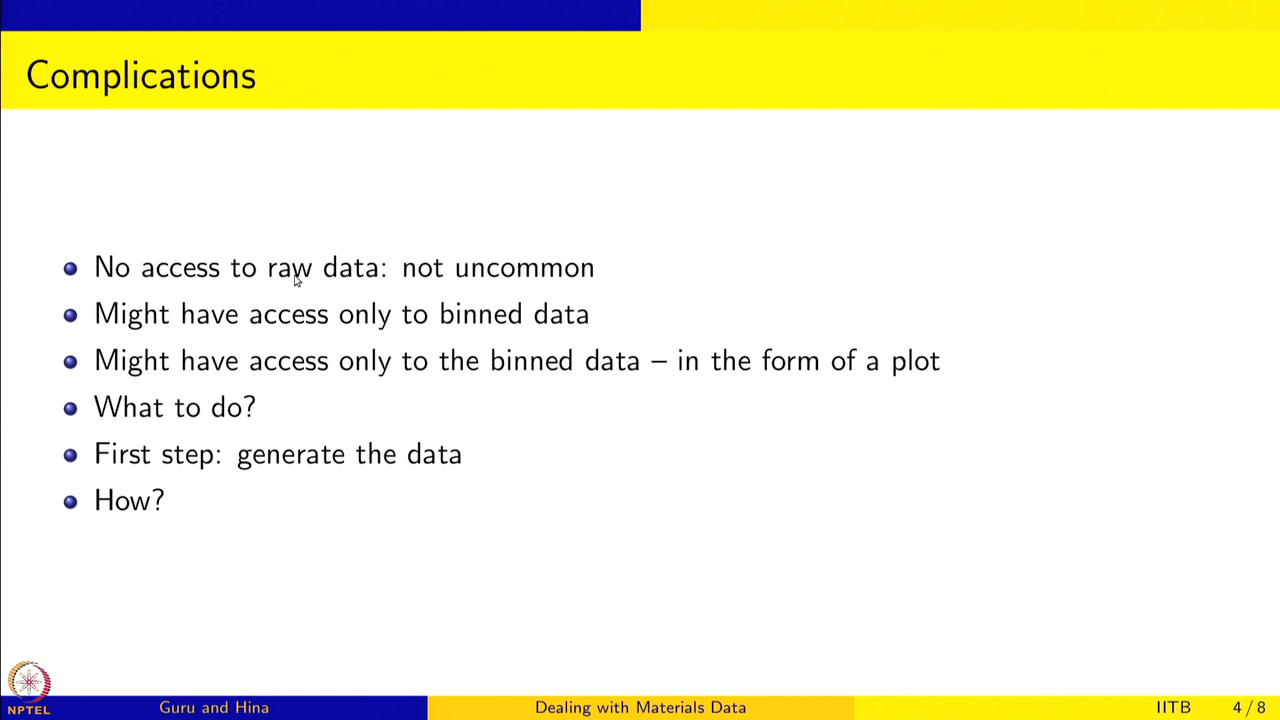 Complications
No access to raw data: not uncommon
Might have access only to binned data
Might have access only to the binned data – in the form of a plot
What to do?
First step: generate the data
How?
NPTEL
Guru and Hina
Dealing with Materials Data
IITB
4 / 8